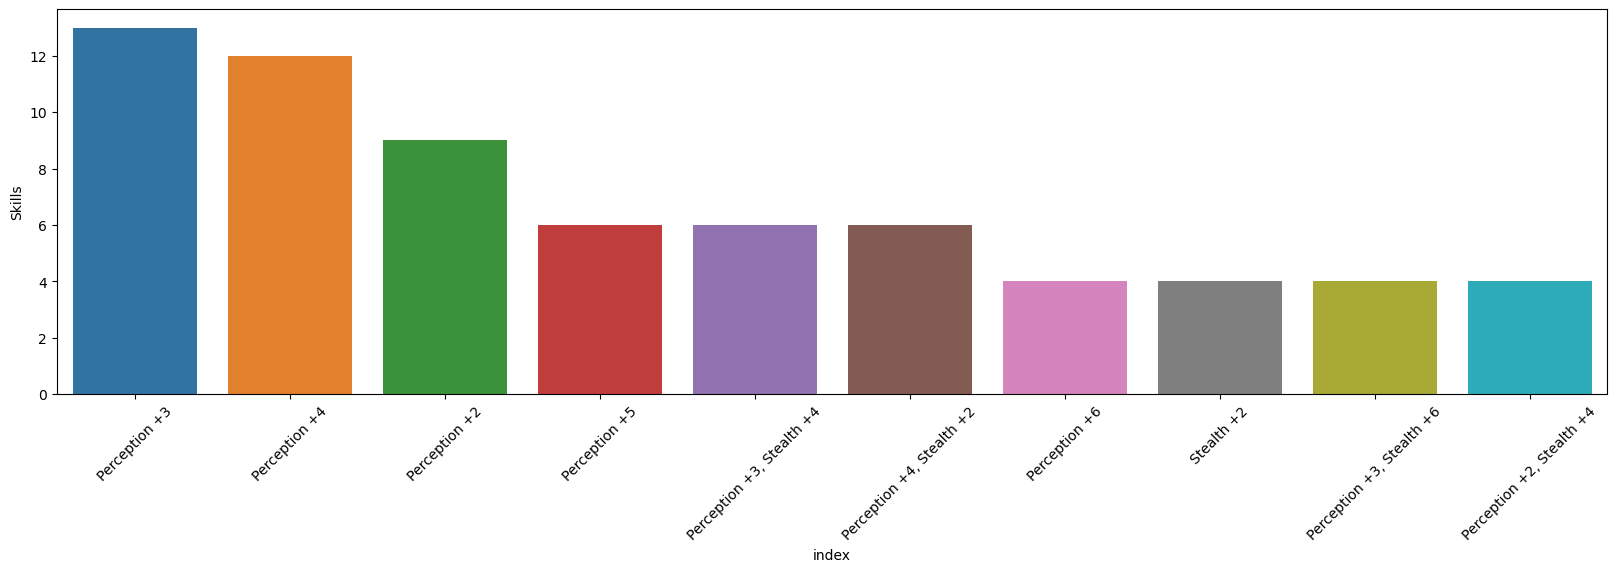 12
10
8
6
4
2
0
Skills
Perception +3
Perception +4
Perception +2
Perception +5
Perception +3, Stealth +4
Perception +4, Stealth +2
Perception +6
Stealth +2
Perception +3, Stealth +6
Perception +2, Stealth +4
index